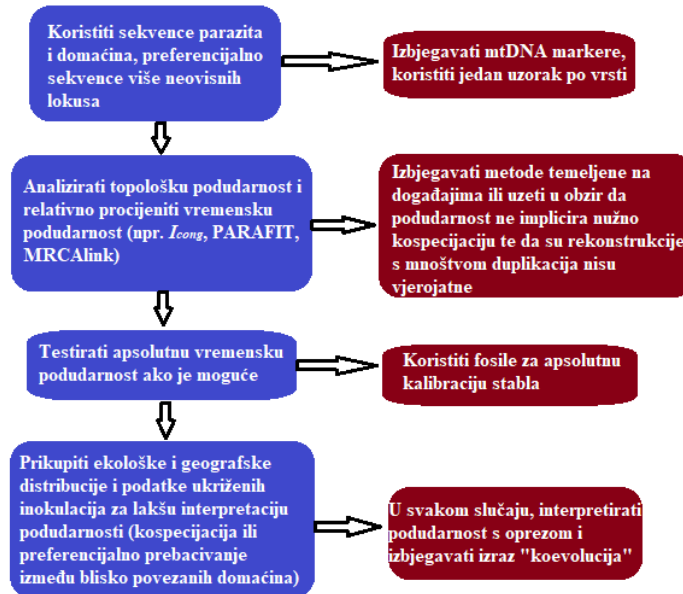 Koristiti sekvence parazita
i domaćina, preferencijalno
sekvence više neovisnih
lokusa
Izbjegavati mtDNA markere,
koristiti jedan uzorak po vrsti
Analizirati topološku podudarnost i
relativno procijeniti vremensku
podudarnost (npr. Icong, PARAFIT,
MRCAlink)
Izbjegavati metode temeljene na
događajima ili uzeti u obzir da
podudarnost ne implicira nužno
kospecijaciju te da su rekonstrukcije
s mnoštvom duplikacija nisu
vjerojatne
Testirati apsolutnu vremensku
podudarnost ako je moguće
Koristiti fosile za apsolutnu
kalibraciju stabla
Prikupiti ekološke i geografske
distribucije i podatke ukriženih
inokulacija za lakšu interpretaciju
podudarnosti (kospecijacija ili
preferencijalno prebacivanje
između blisko povezanih domaćina)
U svakom slučaju, interpretirati
podudarnost s oprezom i
izbjegavati izraz "koevolucija"